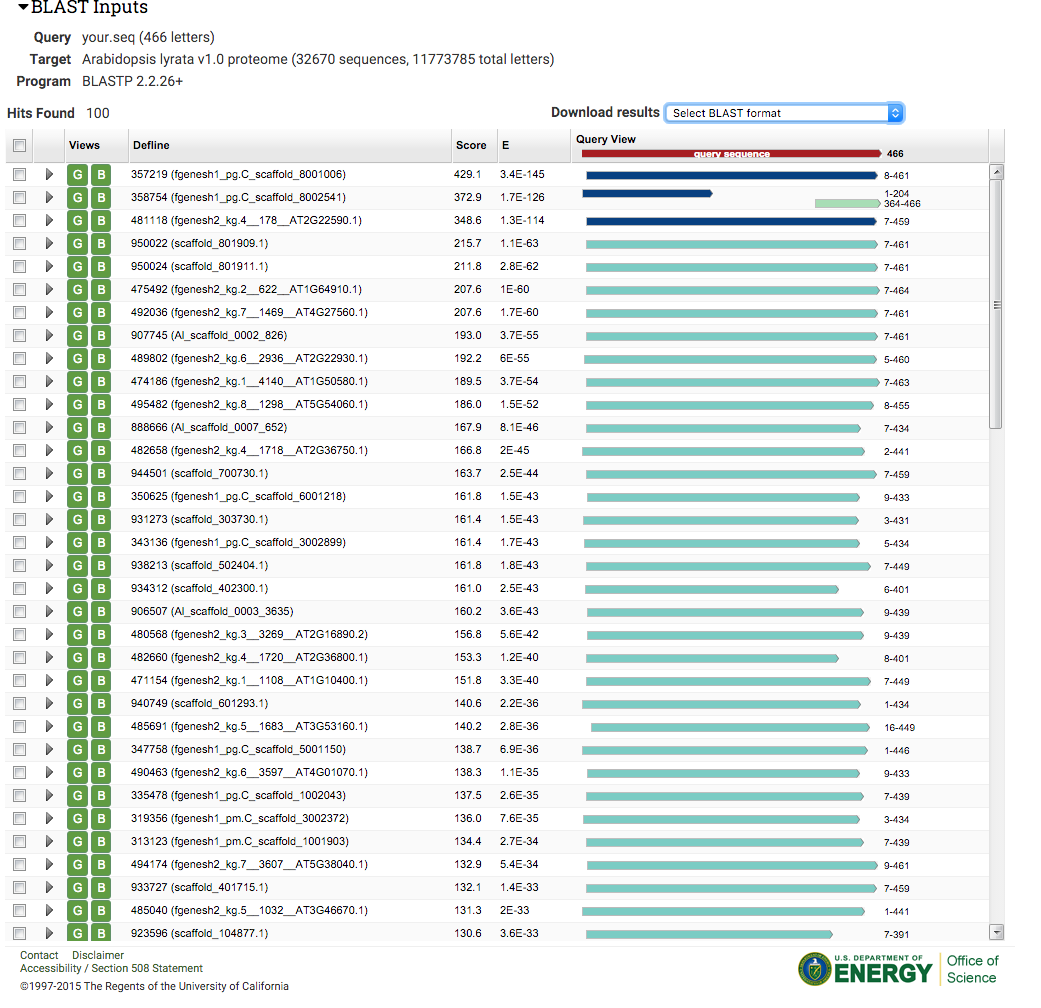 BLAST Inputs
Query your.seq (466 letters)
Target Arabidopsis lyrata v1.0 proteome (32670 sequences, 11773785 total letters)
Program BLASTP 2.2.26+
Hits Found 100 Download results Select BLAST format
Views Defline Score E Query View
query sequence 466
G B 357219 (fgenesh1_pg.C_scaffold_8001006) 429.1 3.4E-145 8-461
G B 358754 (fgenesh1_pg.C_scaffold_8002541) 372.9 1.7E-126 1-204
364-466
G B 481118 (fgenesh2_kg.4__178__AT2G22590.1) 348.6 1.3E-114 7-459
G B 950022 (scaffold_801909.1) 215.7 1.1E-63 7-461
G B 950024 (scaffold_801911.1) 211.8 2.8E-62 7-461
G B 475492 (fgenesh2_kg.2__622__AT1G64910.1) 207.6 1E-60 7-464
G B 492036 (fgenesh2_kg.7__1469__AT4G27560.1) 207.6 1.7E-60 7-461
G B 907745 (Al_scaffold_0002_826) 193.0 3.7E-55 7-461
G B 489802 (fgenesh2_kg.6__2936__AT2G22930.1) 192.2 6E-55 5-460
G B 474186 (fgenesh2_kg.1__4140__AT1G50580.1) 189.5 3.7E-54 7-463
G B 495482 (fgenesh2_kg.8__1298__AT5G54060.1) 186.0 1.5E-52 8-455
G B 888666 (Al_scaffold_0007_652) 167.9 8.1E-46 7-434
G B 482658 (fgenesh2_kg.4__1718__AT2G36750.1) 166.8 2E-45 2-441
G B 944501 (scaffold_700730.1) 163.7 2.5E-44 7-459
G B 350625 (fgenesh1_pg.C_scaffold_6001218) 161.8 1.5E-43 9-433
G B 931273 (scaffold_303730.1) 161.4 1.5E-43 3-431
G B 343136 (fgenesh1_pg.C_scaffold_3002899) 161.4 1.7E-43 5-434
G B 938213 (scaffold_502404.1) 161.8 1.8E-43 7-449
G B 934312 (scaffold_402300.1) 161.0 2.5E-43 6-401
G B 906507 (Al_scaffold_0003_3635) 160.2 3.6E-43 9-439
G B 480568 (fgenesh2_kg.3__3269__AT2G16890.2) 156.8 5.6E-42 9-439
G B 482660 (fgenesh2_kg.4__1720__AT2G36800.1) 153.3 1.2E-40 8-401
G B 471154 (fgenesh2_kg.1__1108__AT1G10400.1) 151.8 3.3E-40 7-449
G B 940749 (scaffold_601293.1) 140.6 2.2E-36 1-434
G B 485691 (fgenesh2_kg.5__1683__AT3G53160.1) 140.2 2.8E-36 16-449
G B 347758 (fgenesh1_pg.C_scaffold_5001150) 138.7 6.9E-36 1-446
G B 490463 (fgenesh2_kg.6__3597__AT4G01070.1) 138.3 1.1E-35 9-433
G B 335478 (fgenesh1_pg.C_scaffold_1002043) 137.5 2.6E-35 7-439
G B 319356 (fgenesh1_pm.C_scaffold_3002372) 136.0 7.6E-35 3-434
G B 313123 (fgenesh1_pm.C_scaffold_1001903) 134.4 2.7E-34 7-439
G B 494174 (fgenesh2_kg.7__3607__AT5G38040.1) 132.9 5.4E-34 9-461
G B 933727 (scaffold_401715.1) 132.1 1.4E-33 7-459
G B 485040 (fgenesh2_kg.5__1032__AT3G46670.1) 131.3 2E-33 1-441
G B 923596 (scaffold_104877.1) 130.6 3.6E-33 7-391
Contact Disclaimer
Accessibility / Section 508 Statement
©1997-2015 The Regents of the University of California
U.S. DEPARTMENT OF
ENERGY
Office of
Science